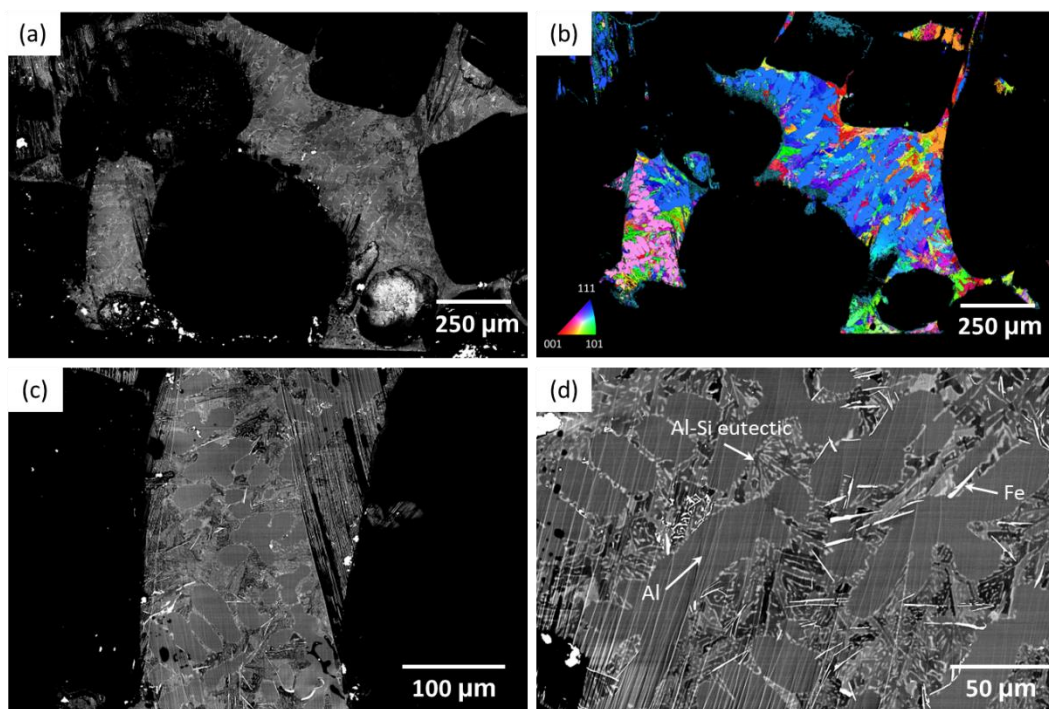 (a)
250 µm
(b)
111
001
101
250 µm
(c)
100 µm
(d)
Al-Si eutectic
Fe
Al
50 µm